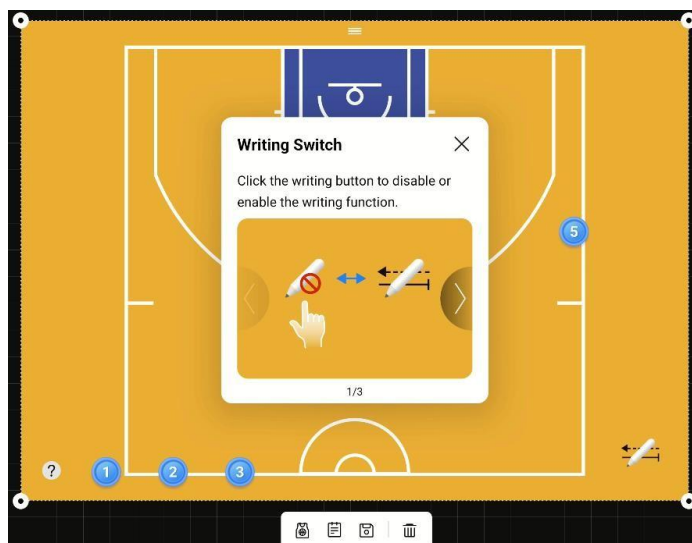 Writing Switch
Click the writing button to disable or
enable the writing function.
1/3
5
?
1
2
3